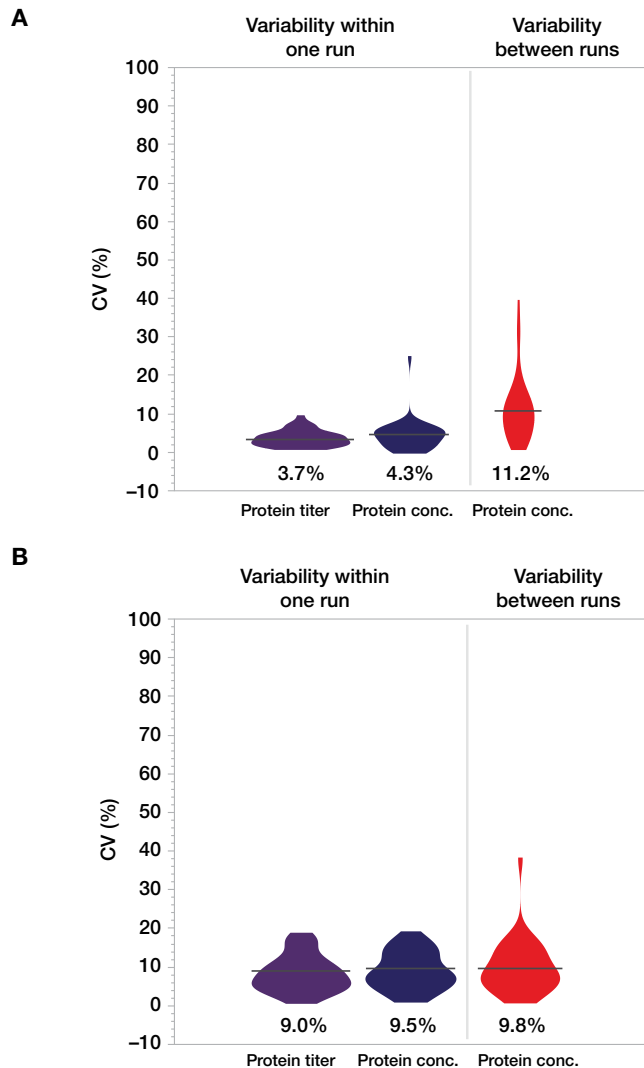 A
Variability within
one run
Variability
between runs
100
90
80
70
60
50
40
30
20
10
0
–10
CV (%)
3.7%
4.3%
11.2%
Protein titer
Protein conc.
Protein conc.
B
Variability within
one run
Variability
between runs
100
90
80
70
60
50
40
30
20
10
0
–10
CV (%)
9.0%
9.5%
9.8%
Protein titer
Protein conc.
Protein conc.